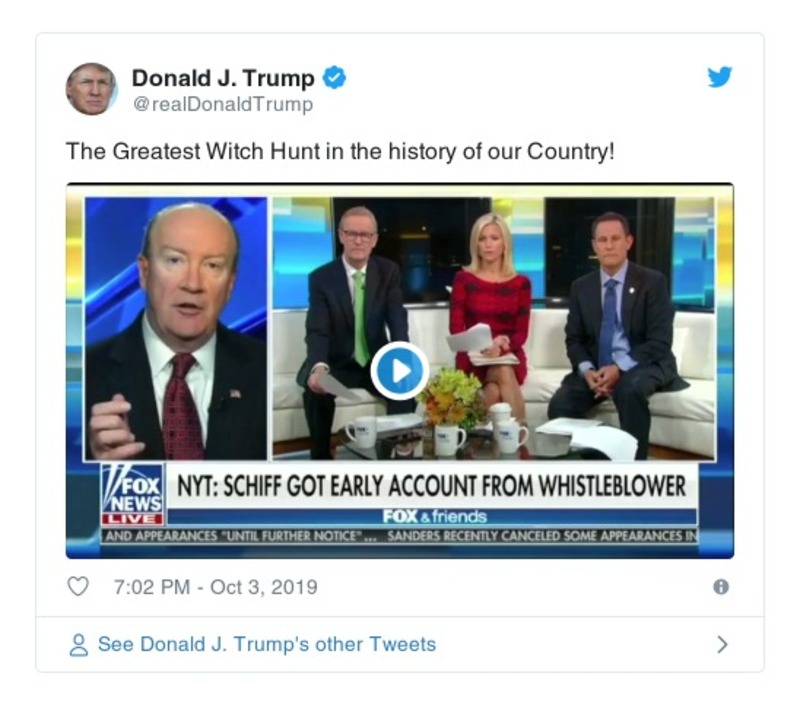 Donald J. Trump
@realDonaldTrump
The Greatest Witch Hunt in the history of our Country!
FOX
NEWS
LIVE
NYT: SCHIFF GOT EARLY ACCOUNT FROM WHISTLEBLOWER
FOX & friends
AND APPEARANCES "UNTIL FURTHER NOTICE"... SANDERS RECENTLY CANCELED SOME APPEARANCES IN
7:02 PM - Oct 3, 2019
See Donald J. Trump's other Tweets